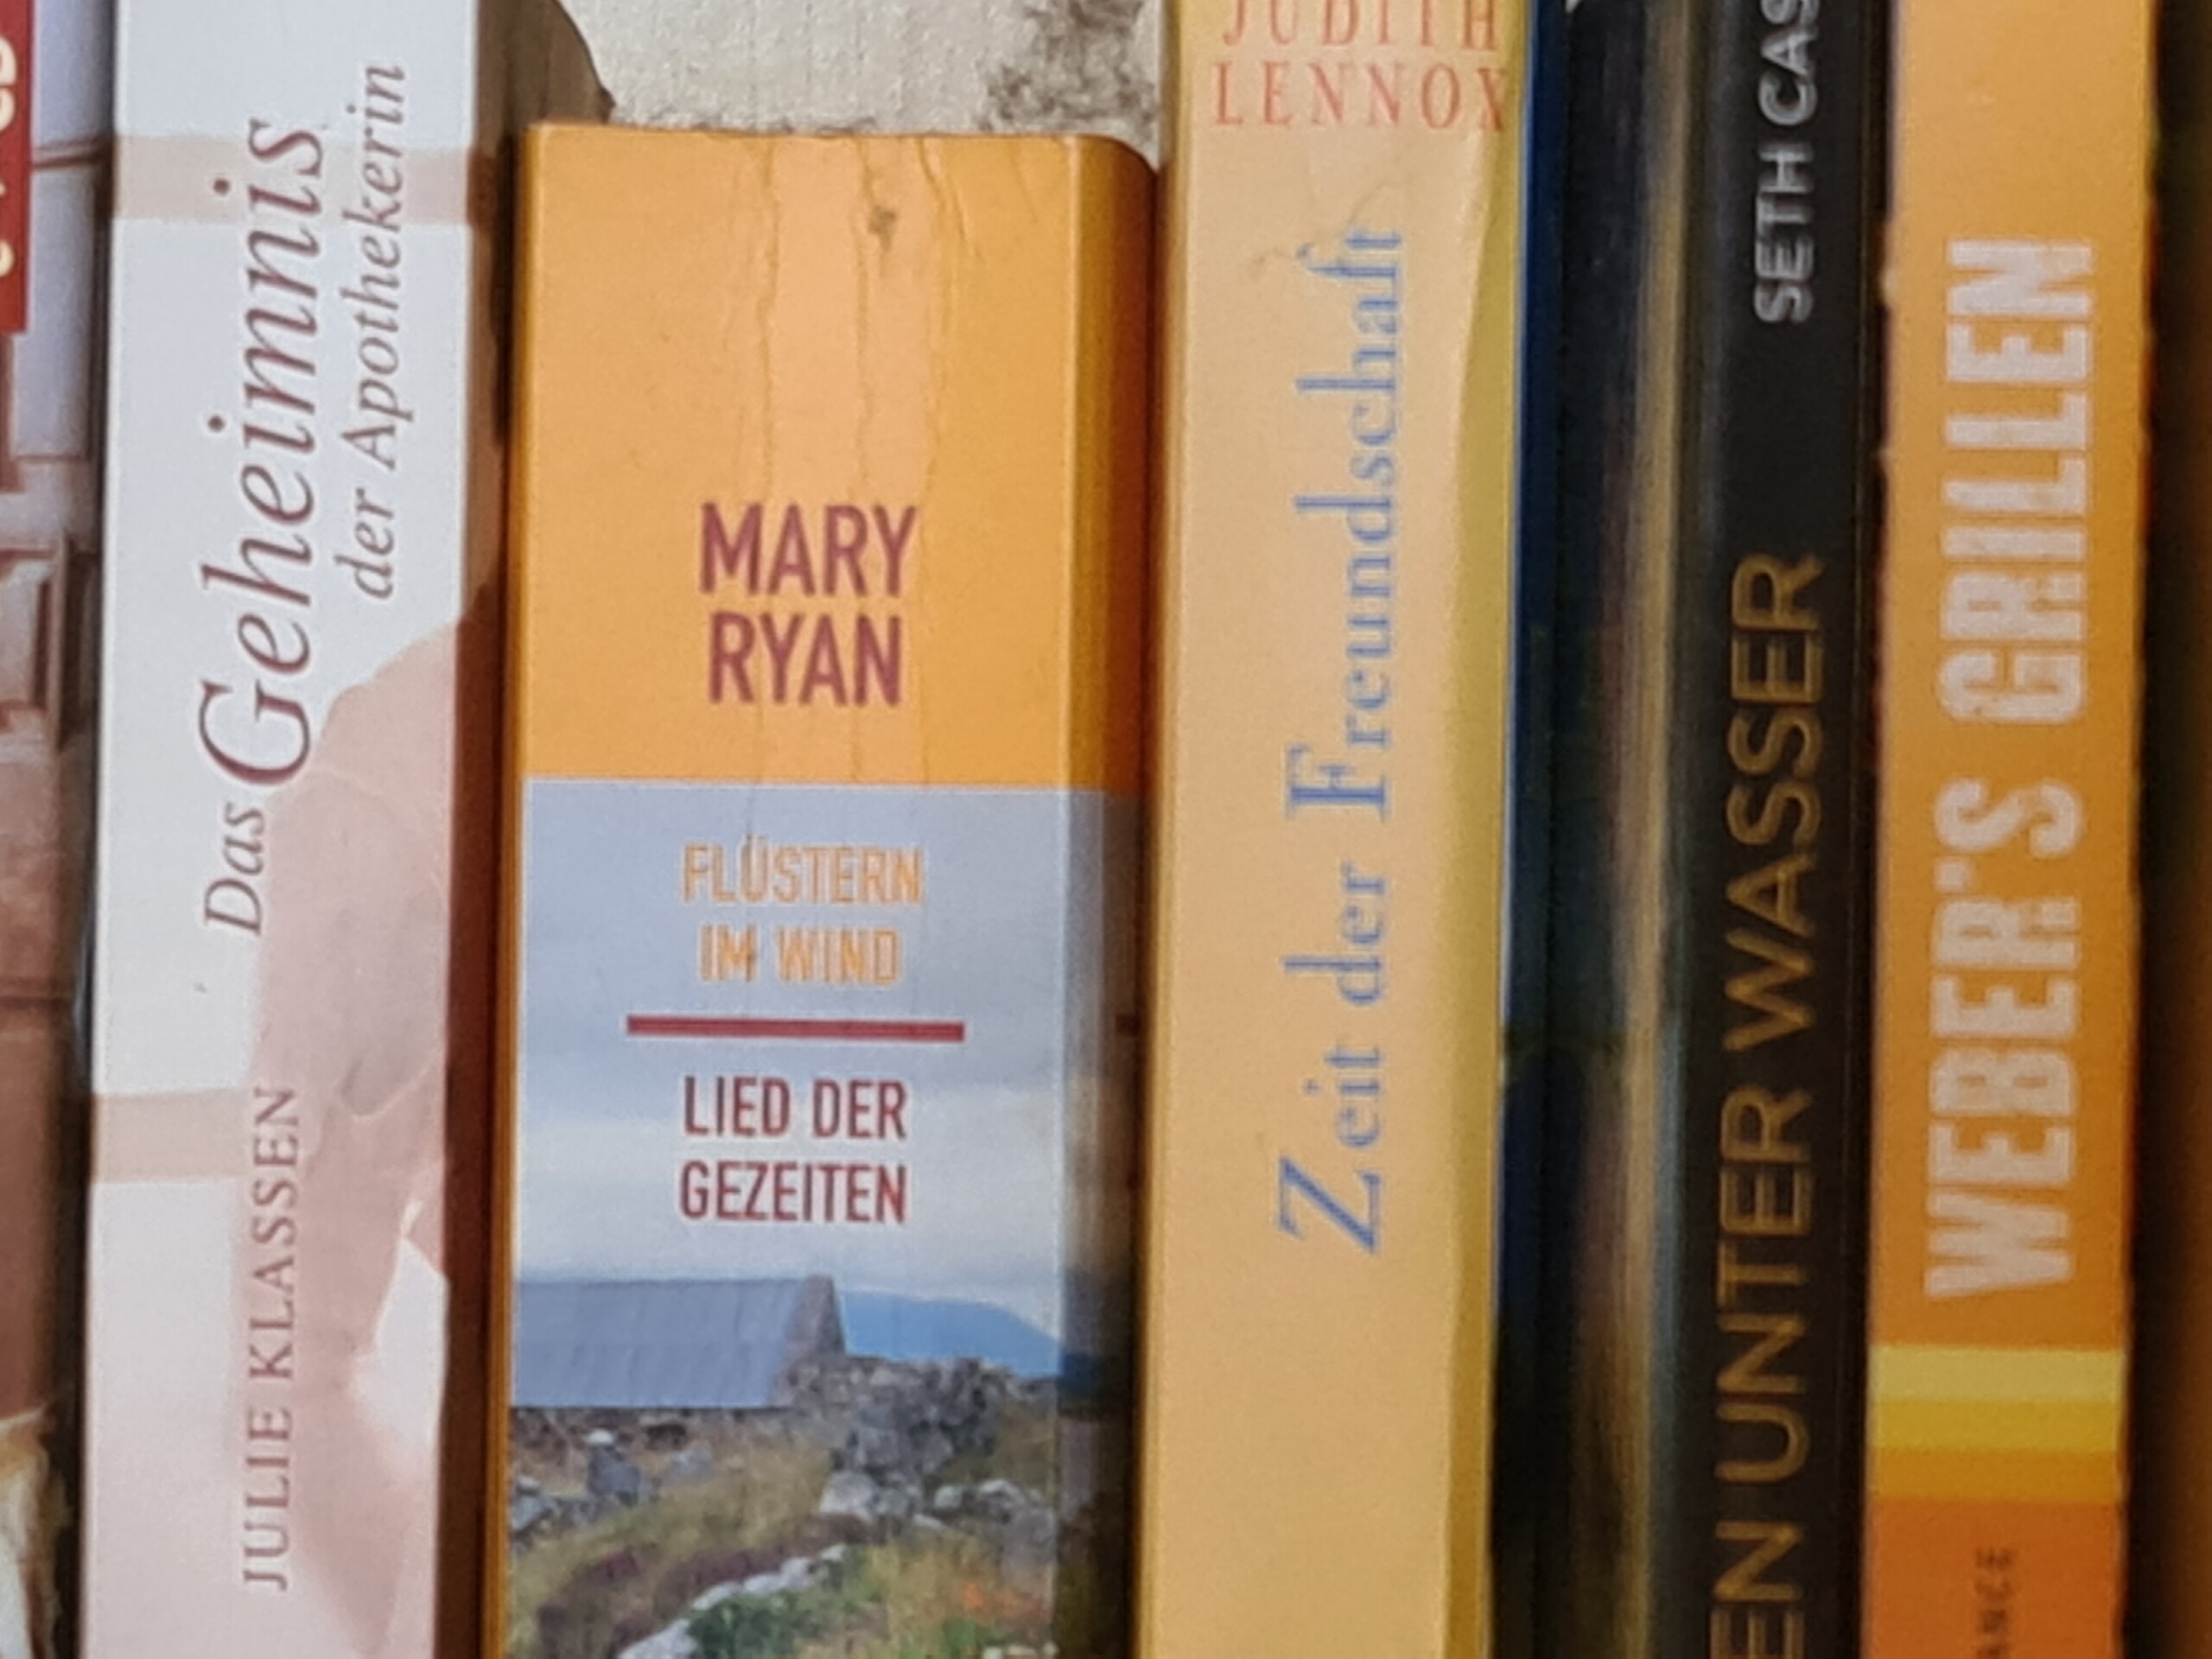 Das Geheimnis
der Apothekerin
JULIE KLASSEN
MARY
RYAN
FLÜSTERN
IM WIND
LIED DER
GEZEITEN
JUDITH
LENNOX
Zeit der Freundschaft
SETH CAS
EN UNTER WASSER
WEBER'S GRILLEN